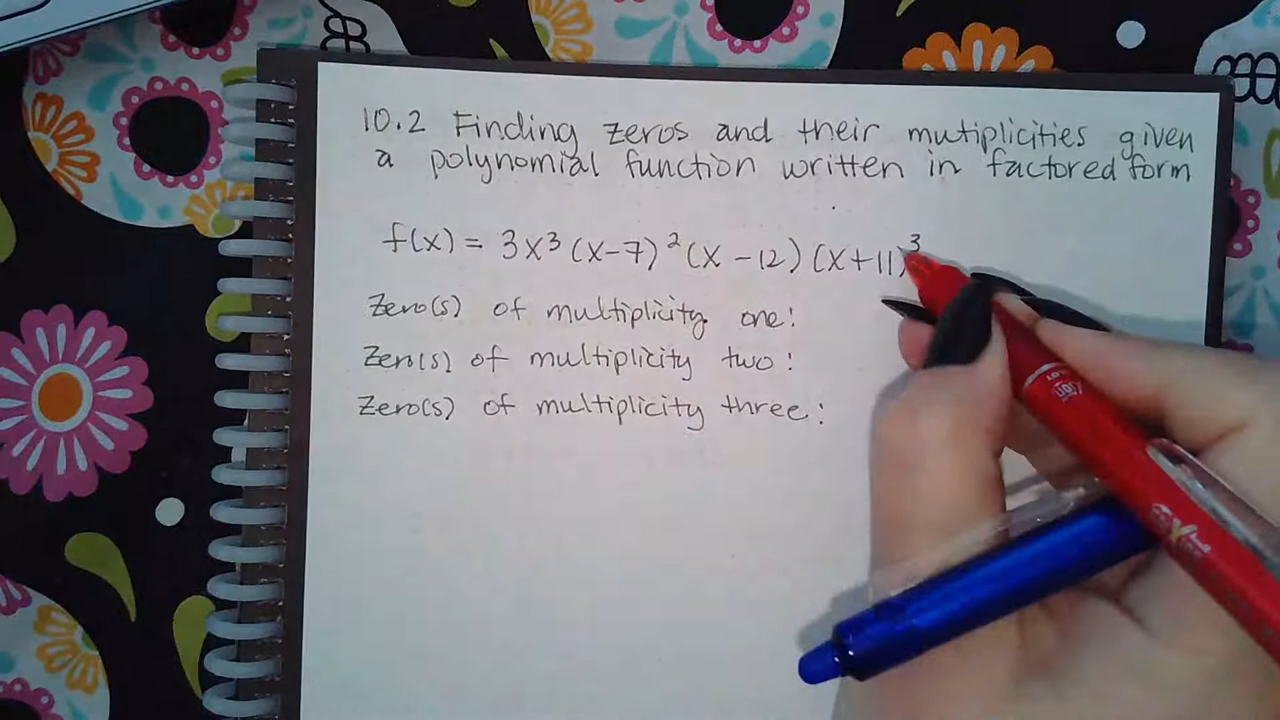 10.2 Finding zeros and their mutiplicities given
a polynomial function written in factored form
f(x) = 3x³(x-7)²(x-12)(x+11)³
Zero(s) of multiplicity one:
Zero(s) of multiplicity two:
Zero(s) of multiplicity three: